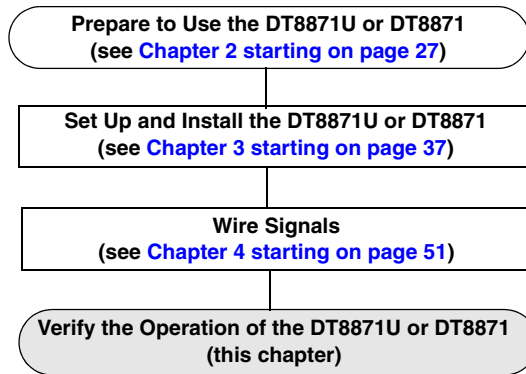 Prepare to Use the DT8871U or DT8871
(see Chapter 2 starting on page 27)
Set Up and Install the DT8871U or DT8871
(see Chapter 3 starting on page 37)
Wire Signals
(see Chapter 4 starting on page 51)
Verify the Operation of the DT8871U or DT8871
(this chapter)